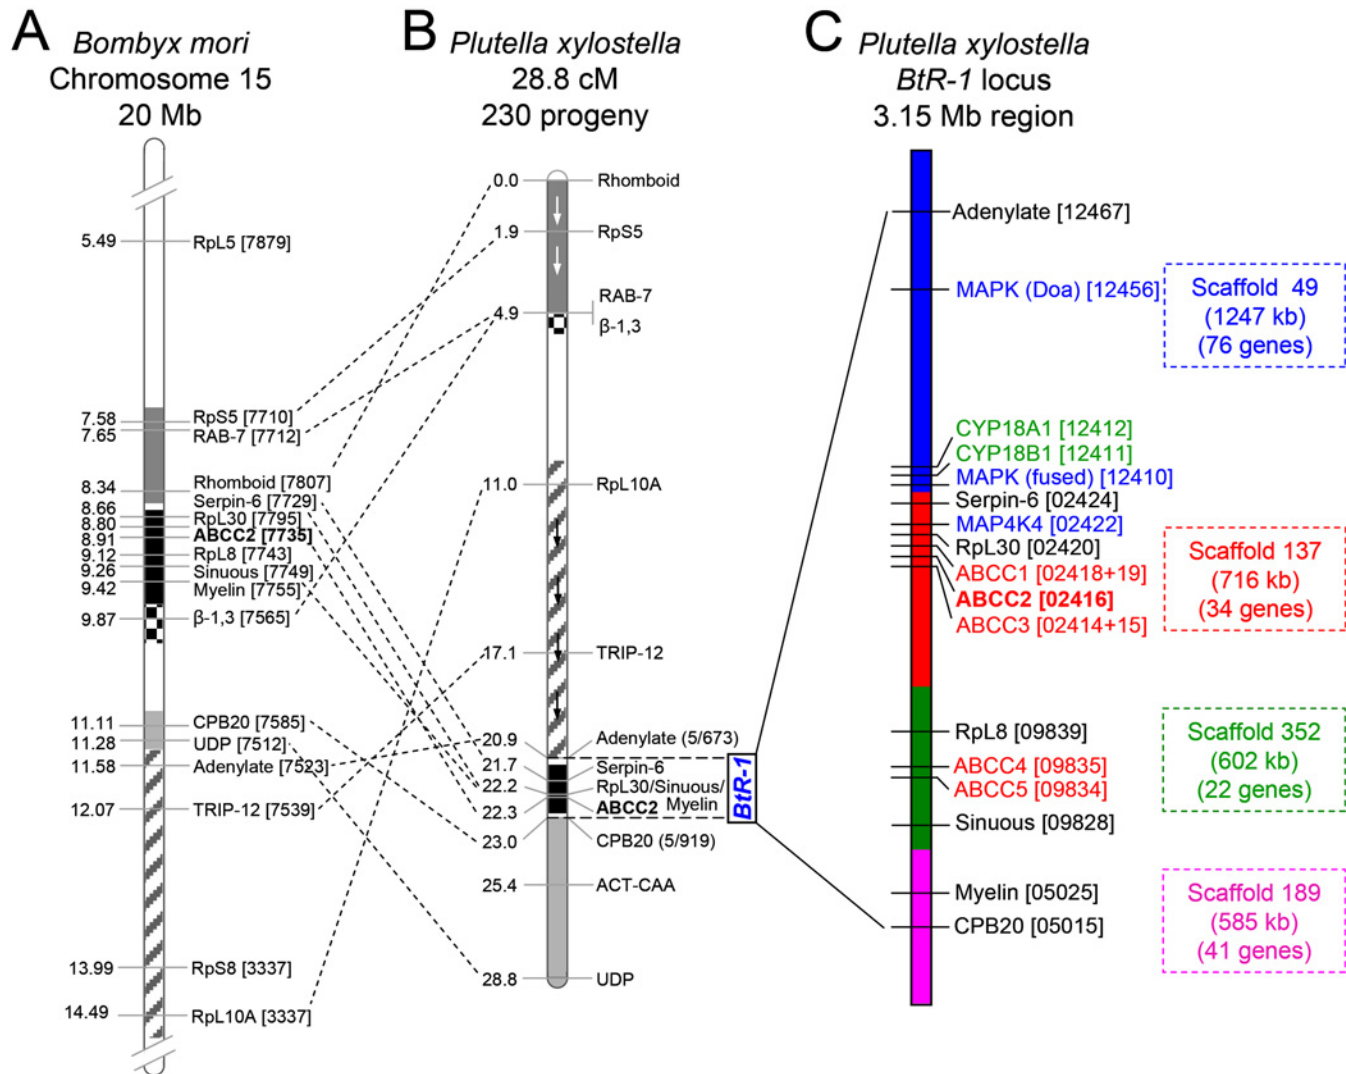 A
Bombyx mori
Chromosome 15
20 Mb
5.49
RpL5 [7879]
7.58
RpS5 [7710]
7.65
RAB-7 [7712]
8.34
Rhomboid [7807]
Serpin-6 [7729]
8.66
RpL30 [7795]
8.80
ABCC2 [7735]
8.91
RpL8 [7743]
9.12
Sinuous [7749]
9.26
Myelin [7755]
9.42
9.87
β-1,3 [7565]
11.11
CPB20 [7585]
11.28
UDP [7512]
11.58
Adenylate [7523]
12.07
TRIP-12 [7539]
13.99
RpS8 [3337]
14.49
RpL10A [3337]
B
Plutella xylostella
28.8 cM
230 progeny
0.0
Rhomboid
1.9
RpS5
4.9
RAB-7
β-1,3
11.0
RpL10A
17.1
TRIP-12
20.9
Adenylate (5/673)
21.7
Serpin-6
22.2
RpL30/Sinuous/
Myelin
22.3
ABCC2
23.0
CPB20 (5/919)
25.4
ACT-CAA
28.8
UDP
BtR-1
C
Plutella xylostella
BtR-1 locus
3.15 Mb region
Adenylate [12467]
MAPK (Doa) [12456]
CYP18A1 [12412]
CYP18B1 [12411]
MAPK (fused) [12410]
Serpin-6 [02424]
MAP4K4 [02422]
RpL30 [02420]
ABCC1 [02418+19]
ABCC2 [02416]
ABCC3 [02414+15]
RpL8 [09839]
ABCC4 [09835]
ABCC5 [09834]
Sinuous [09828]
Myelin [05025]
CPB20 [05015]
Scaffold 49
(1247 kb)
(76 genes)
Scaffold 137
(716 kb)
(34 genes)
Scaffold 352
(602 kb)
(22 genes)
Scaffold 189
(585 kb)
(41 genes)